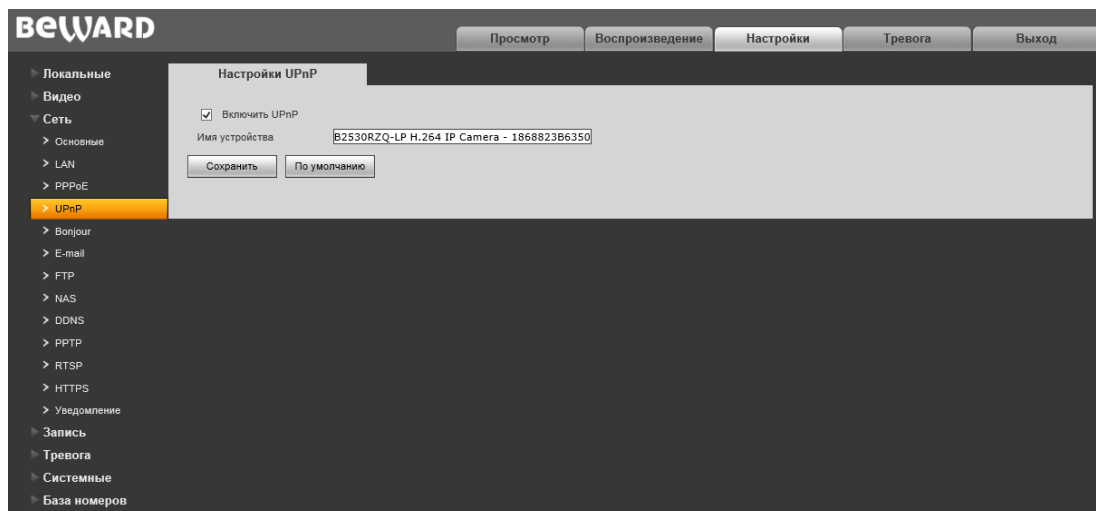 BEWARD
Просмотр
Воспроизведение
Настройки
Тревога
Выход
Локальные
Видео
Сеть
Основные
LAN
PPPoE
UPnP
Bonjour
E-mail
FTP
NAS
DDNS
PPTP
RTSP
HTTPS
Уведомление
Запись
Тревога
Системные
База номеров
Настройки UPnP
Включить UPnP
Имя устройства B2530RZQ-LP H.264 IP Camera - 1868823B6350
Сохранить По умолчанию